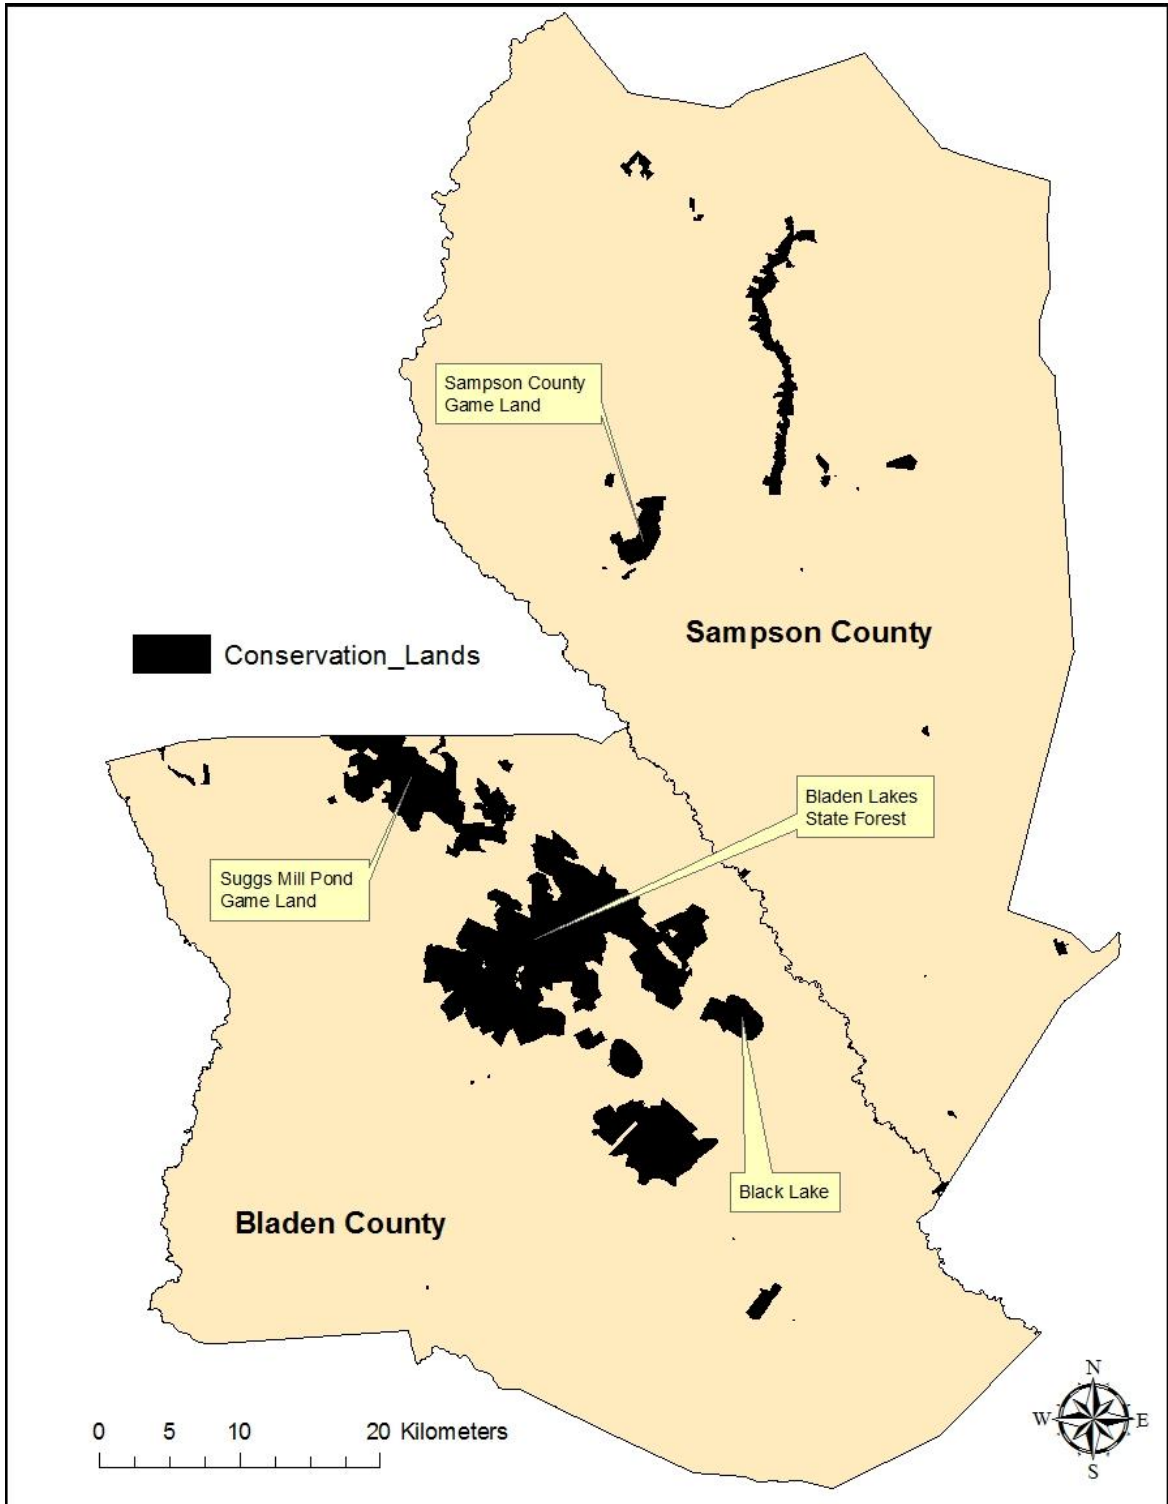 Sampson County
Game Land
Sampson County
Conservation_Lands
Bladen Lakes
State Forest
Suggs Mill Pond
Game Land
Black Lake
Bladen County
N
W
E
S
0 5 10 20 Kilometers